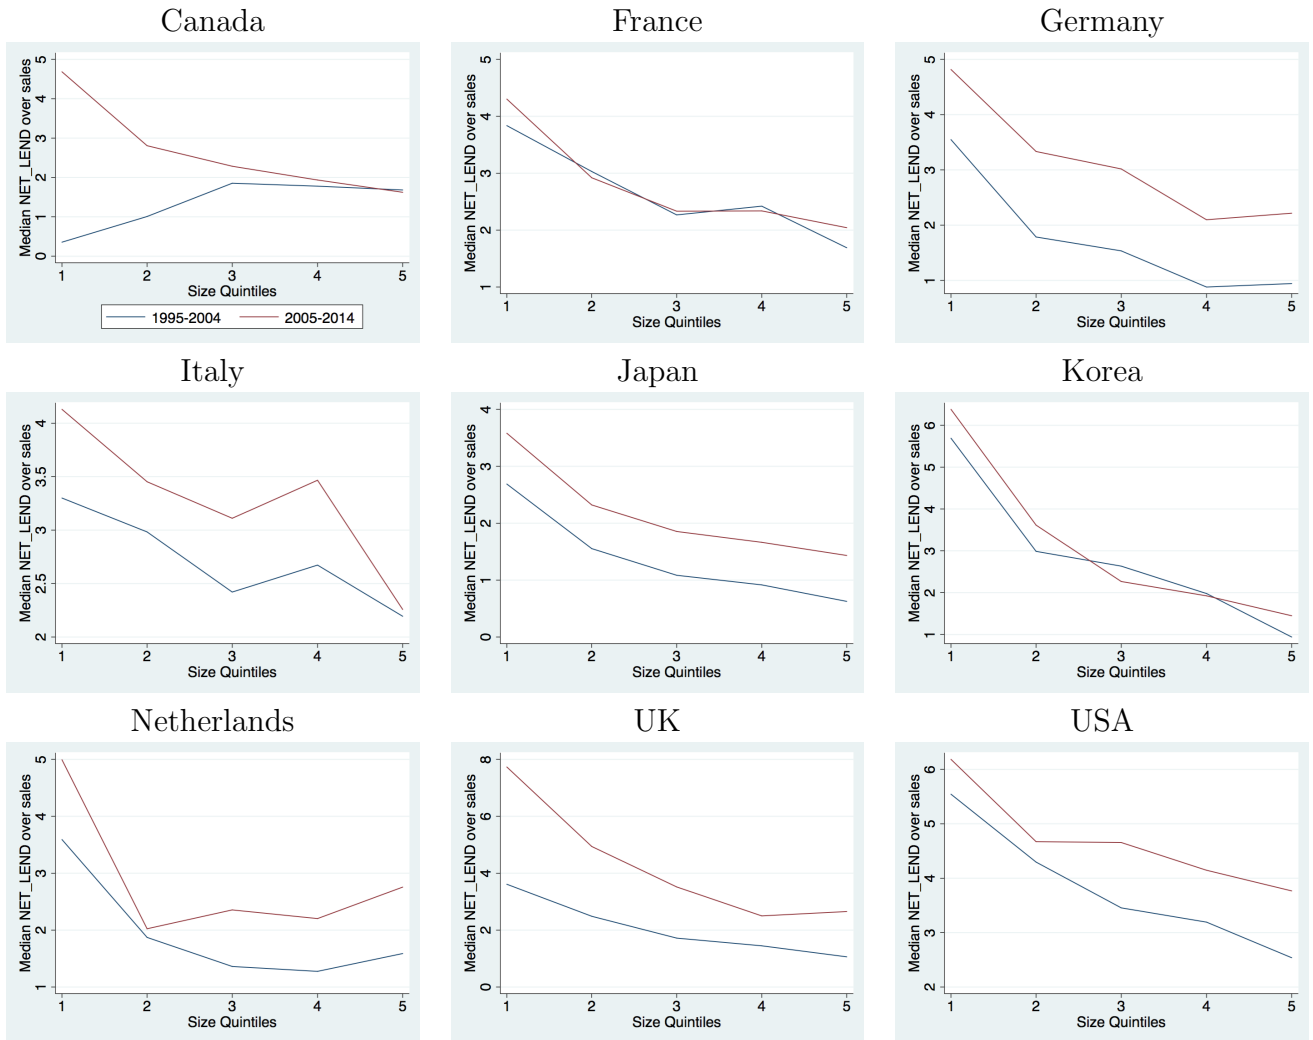 Canada
Median NET_LEND over sales
5
4
3
2
1
0
1 2 3 4 5
Size Quintiles
1995-2004 2005-2014
France
Median NET_LEND over sales
5
4
3
2
1
1 2 3 4 5
Size Quintiles
Germany
Median NET_LEND over sales
5
4
3
2
1
1 2 3 4 5
Size Quintiles
Italy
Median NET_LEND over sales
4
3.5
3
2.5
2
1 2 3 4 5
Size Quintiles
Japan
Median NET_LEND over sales
4
3
2
1
0
1 2 3 4 5
Size Quintiles
Korea
Median NET_LEND over sales
6
5
4
3
2
1
1 2 3 4 5
Size Quintiles
Netherlands
Median NET_LEND over sales
5
4
3
2
1
1 2 3 4 5
Size Quintiles
UK
Median NET_LEND over sales
8
6
4
2
0
1 2 3 4 5
Size Quintiles
USA
Median NET_LEND over sales
6
5
4
3
2
1 2 3 4 5
Size Quintiles